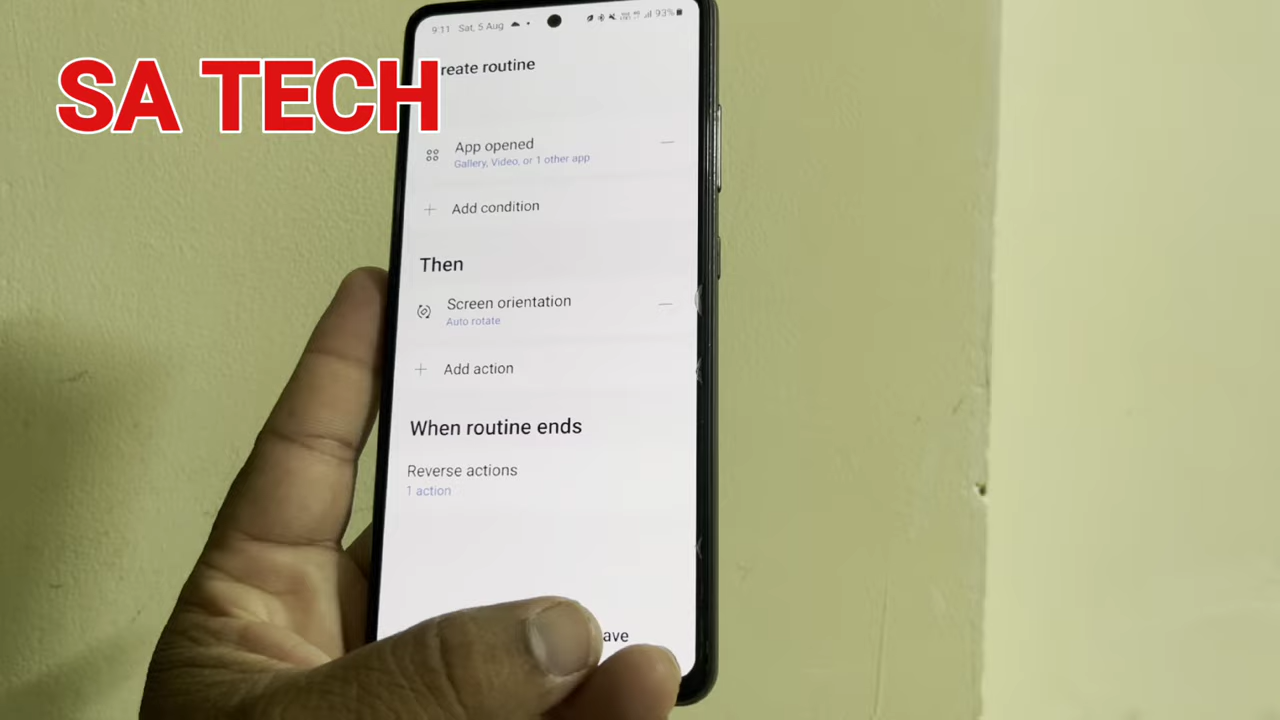 9:11 Sat, 5 Aug 93%
SA TECH
reate routine
App opened
Gallery, Video, or 1 other app
Add condition
Then
Screen orientation
Auto rotate
Add action
When routine ends
Reverse actions
1 action
ave